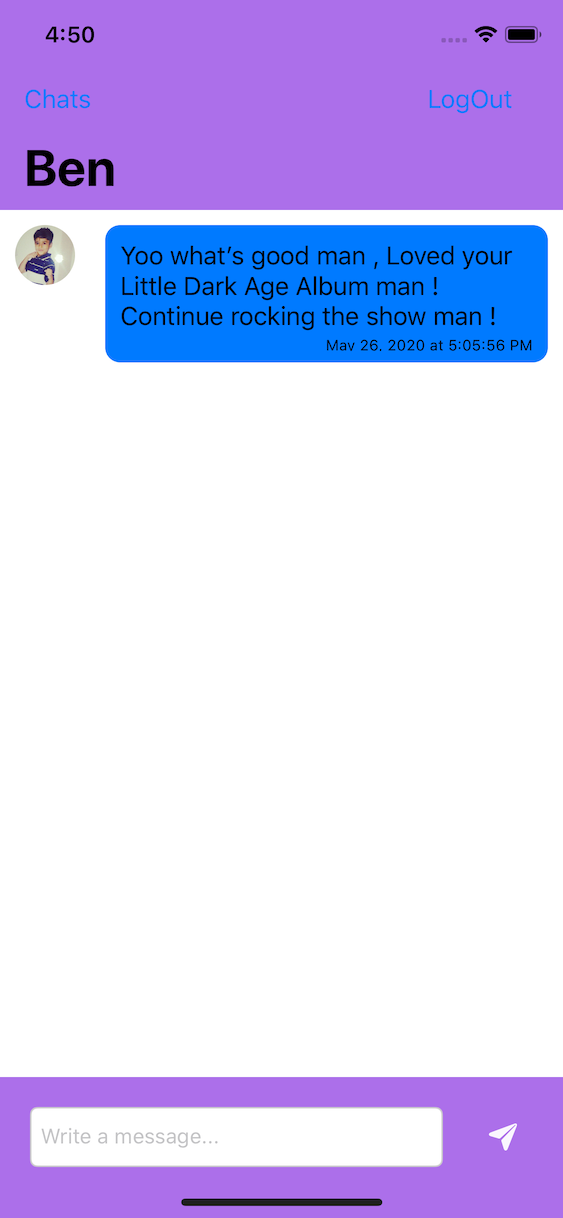 4:50
Chats LogOut
Ben
Yoo what’s good man , Loved your
Little Dark Age Album man !
Continue rocking the show man !
May 26, 2020 at 5:05:56 PM
Write a message...